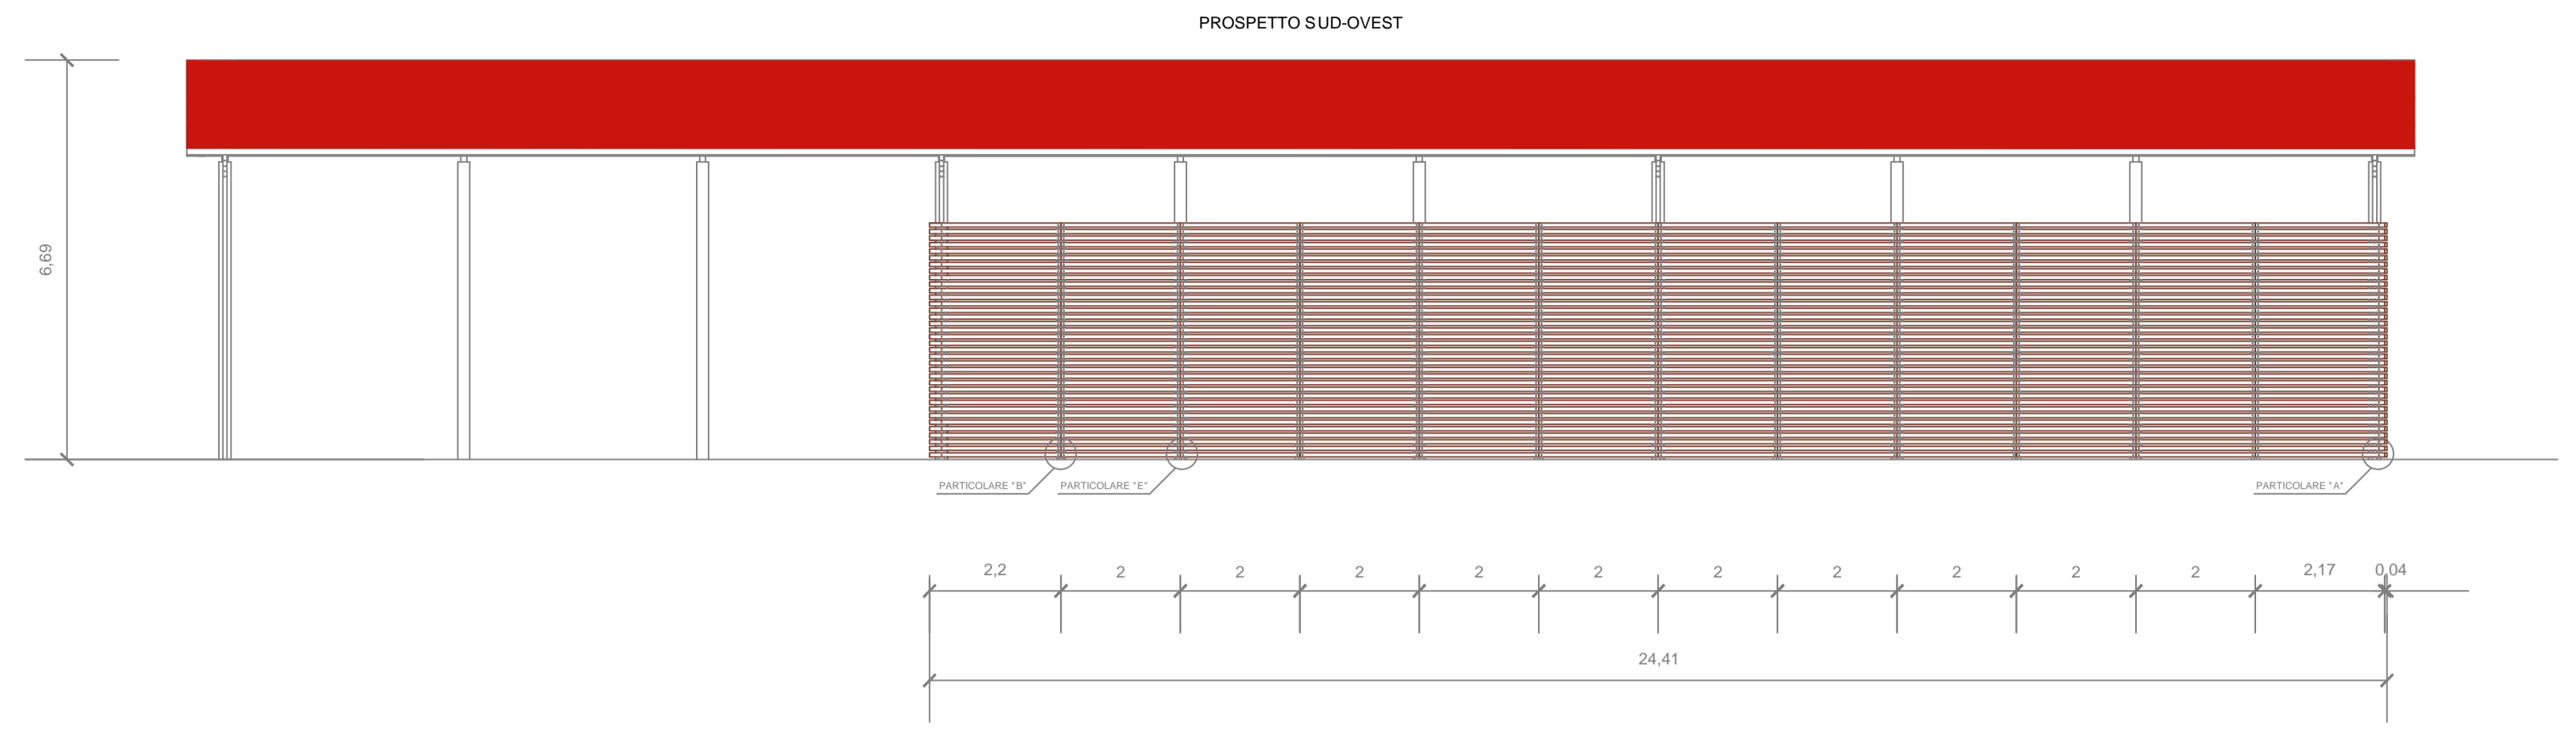 PROSPETTO SUD-OVEST
6,69
PARTICOLARE "B" PARTICOLARE "E" PARTICOLARE "A"
2,2 2 2 2 2 2 2 2 2 2 2 2,17 0,04
24,41